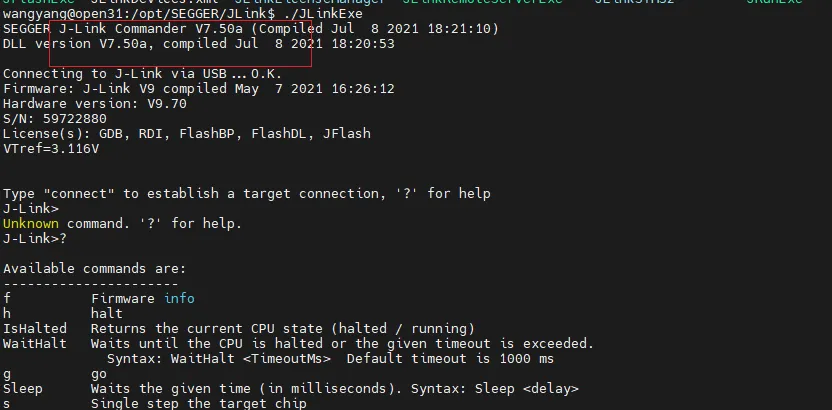 wangyang@open31:/opt/SEGGER/JLink$ ./JLinkExe
SEGGER J-Link Commander V7.50a (Compiled Jul  8 2021 18:21:10)
DLL version V7.50a, compiled Jul  8 2021 18:20:53
Connecting to J-Link via USB...O.K.
Firmware: J-Link V9 compiled May  7 2021 16:26:12
Hardware version: V9.70
S/N: 59722880
License(s): GDB, RDI, FlashBP, FlashDL, JFlash
VTref=3.116V
Type "connect" to establish a target connection, '?' for help
J-Link>
Unknown command. '?' for help.
J-Link>?
Available commands are:
----------------------
f          Firmware info
h          halt
IsHalted   Returns the current CPU state (halted / running)
WaitHalt   Waits until the CPU is halted or the given timeout is exceeded.
             Syntax: WaitHalt <TimeoutMs>  Default timeout is 1000 ms
g          go
Sleep      Waits the given time (in milliseconds). Syntax: Sleep <delay>
s          Single step the target chip